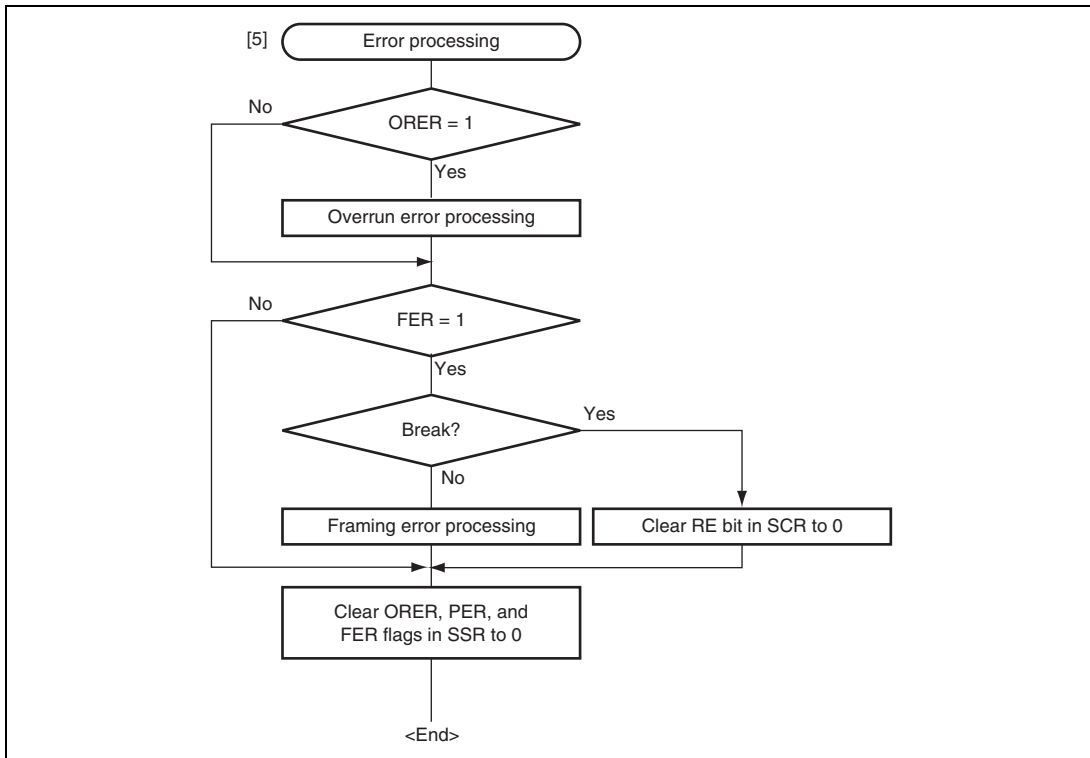 [5] Error processing
No
ORER = 1
Yes
Overrun error processing
No
FER = 1
Yes
Break?
Yes
No
Framing error processing
Clear RE bit in SCR to 0
Clear ORER, PER, and
FER flags in SSR to 0
<End>